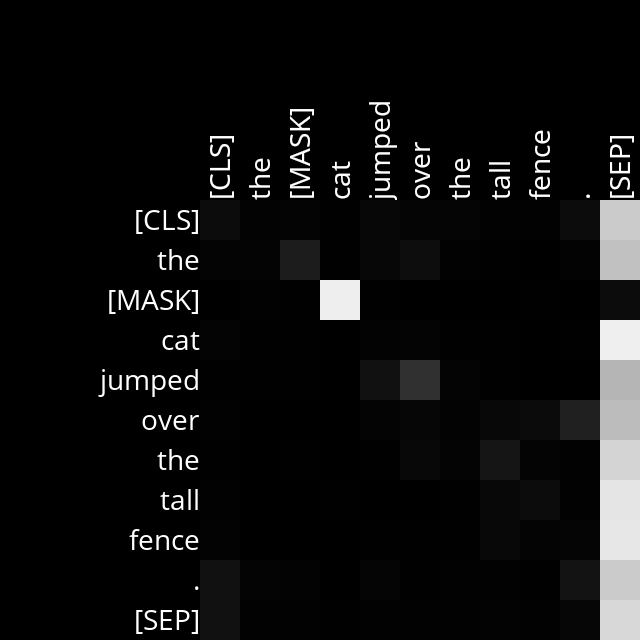 [CLS] the [MASK] cat jumped over the tall fence . [SEP]
[CLS]
the
[MASK]
cat
jumped
over
the
tall
fence
.
[SEP]